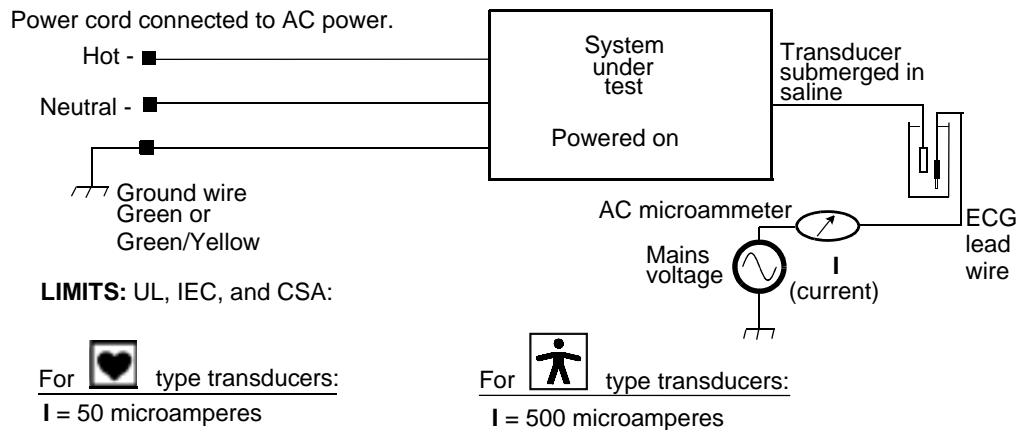 Power cord connected to AC power.
Hot -
Neutral -
Ground wire
Green or
Green/Yellow
System
under
test
Powered on
Transducer
submerged in
saline
AC microammeter
ECG
lead
wire
Mains
voltage
I
(current)
LIMITS: UL, IEC, and CSA:
For type transducers:
I = 50 microamperes
For type transducers:
I = 500 microamperes